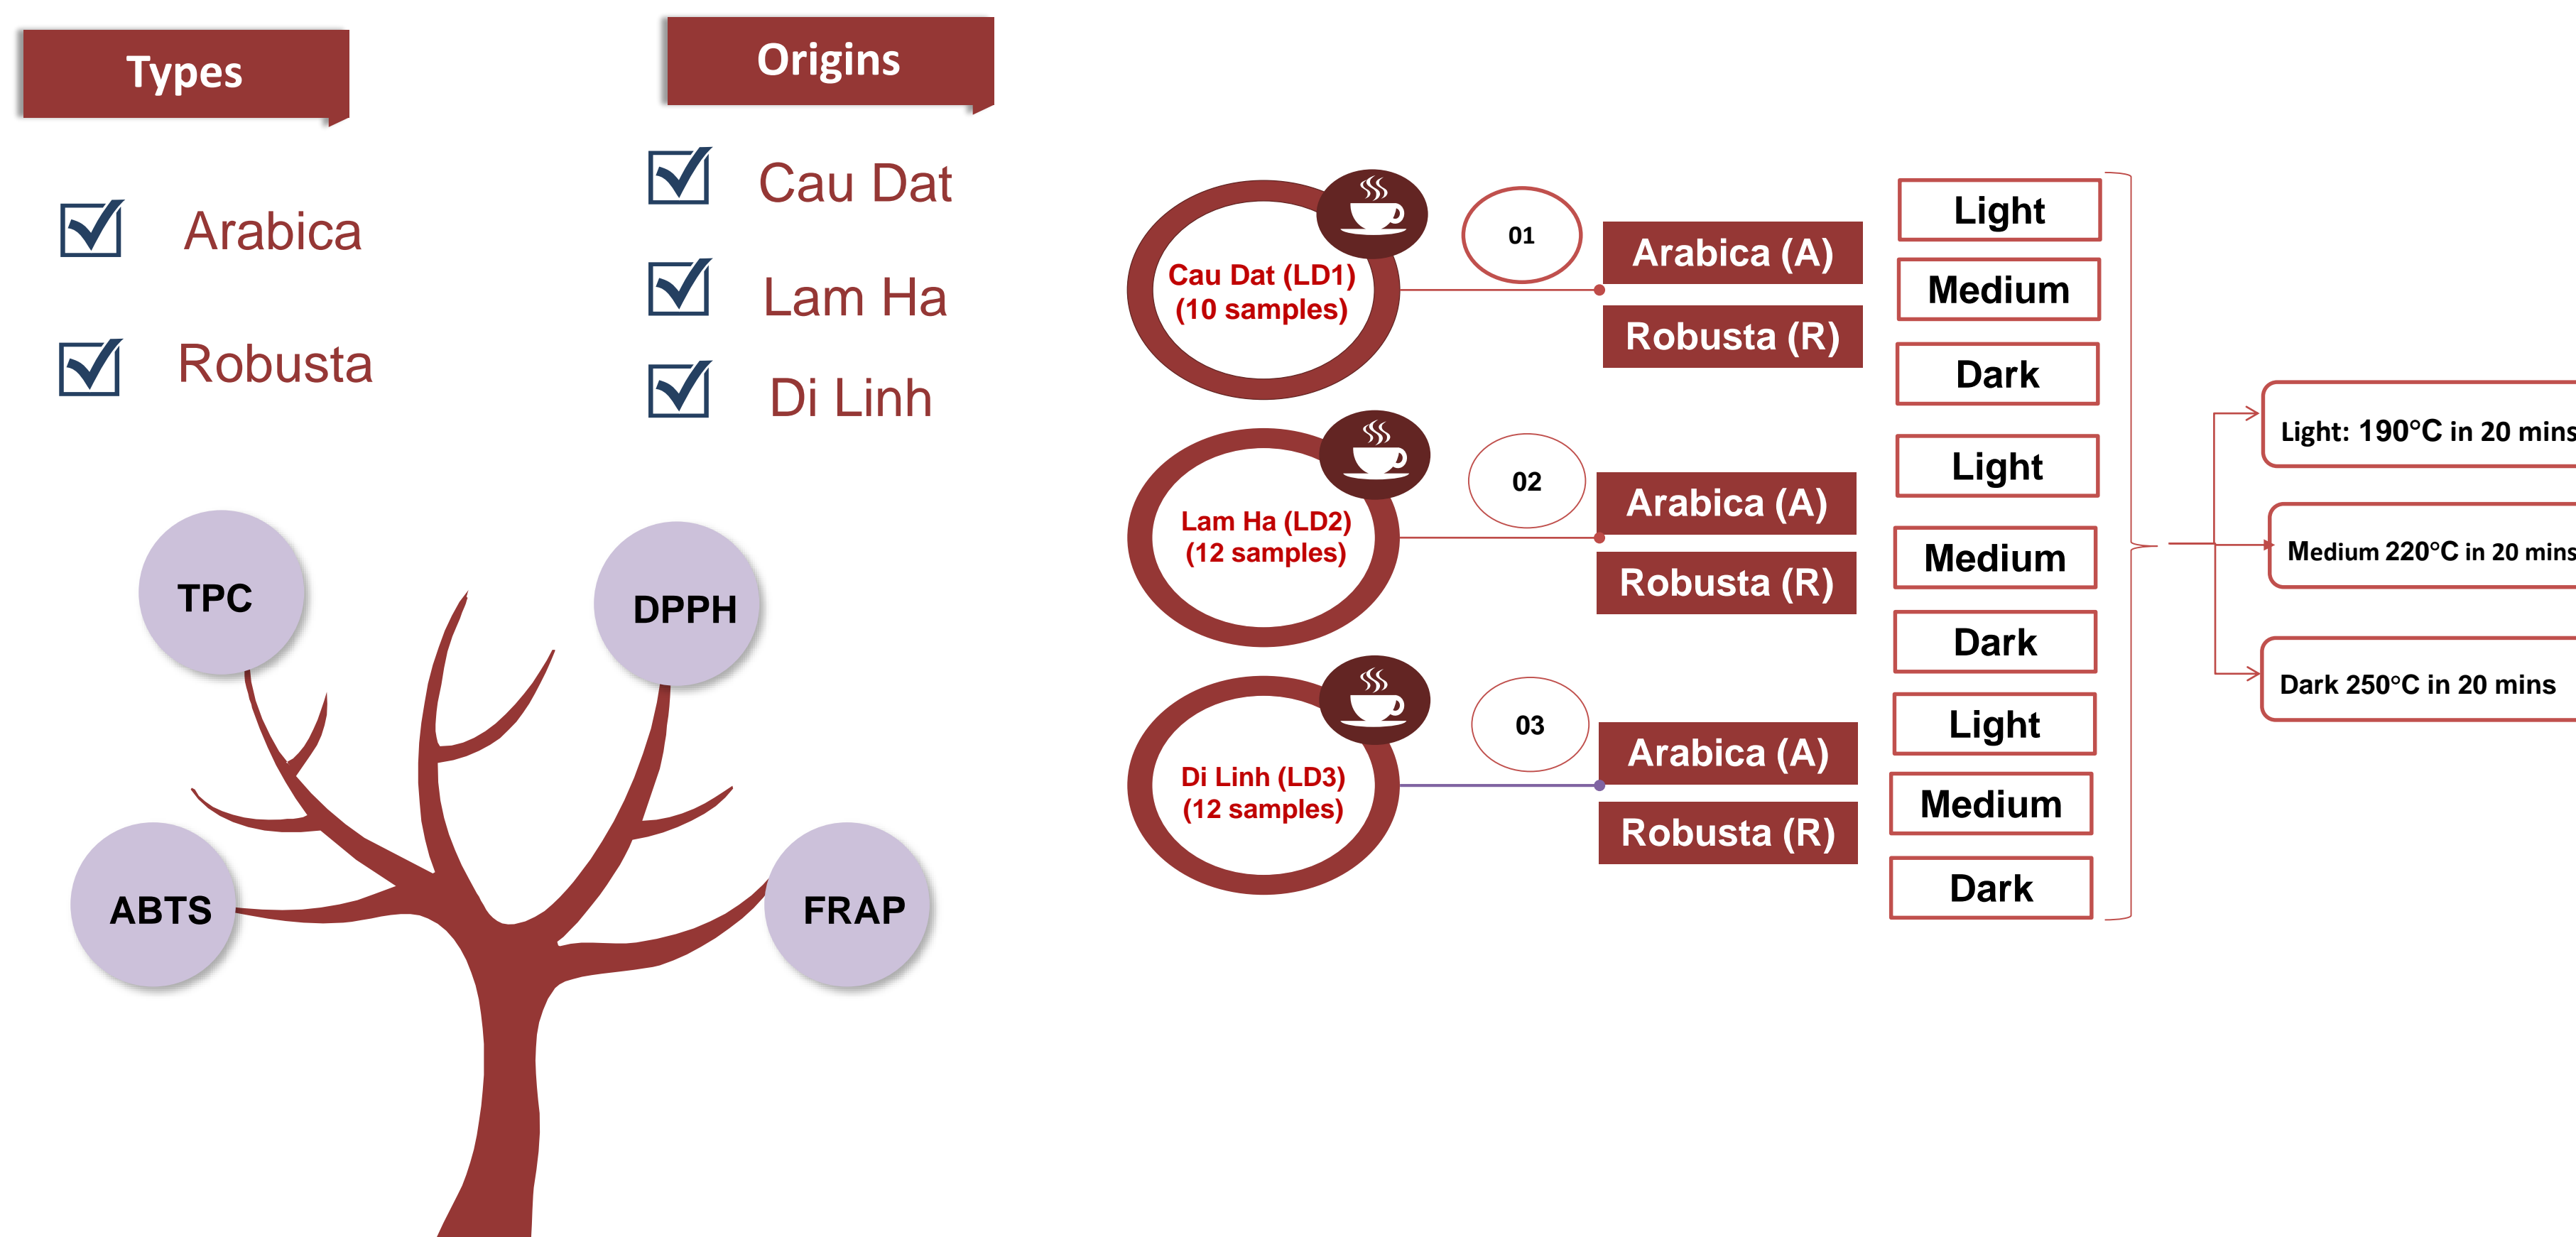 Types
Arabica
Robusta
Origins
Cau Dat
Lam Ha
Di Linh
TPC
DPPH
ABTS
FRAP
Cau Dat (LD1)
(10 samples)
01
Arabica (A)
Robusta (R)
Light
Medium
Dark
Lam Ha (LD2)
(12 samples)
02
Arabica (A)
Robusta (R)
Light
Medium
Dark
Di Linh (LD3)
(12 samples)
03
Arabica (A)
Robusta (R)
Light
Medium
Dark
Light: 190°C in 20 mins
Medium 220°C in 20 mins
Dark 250°C in 20 mins